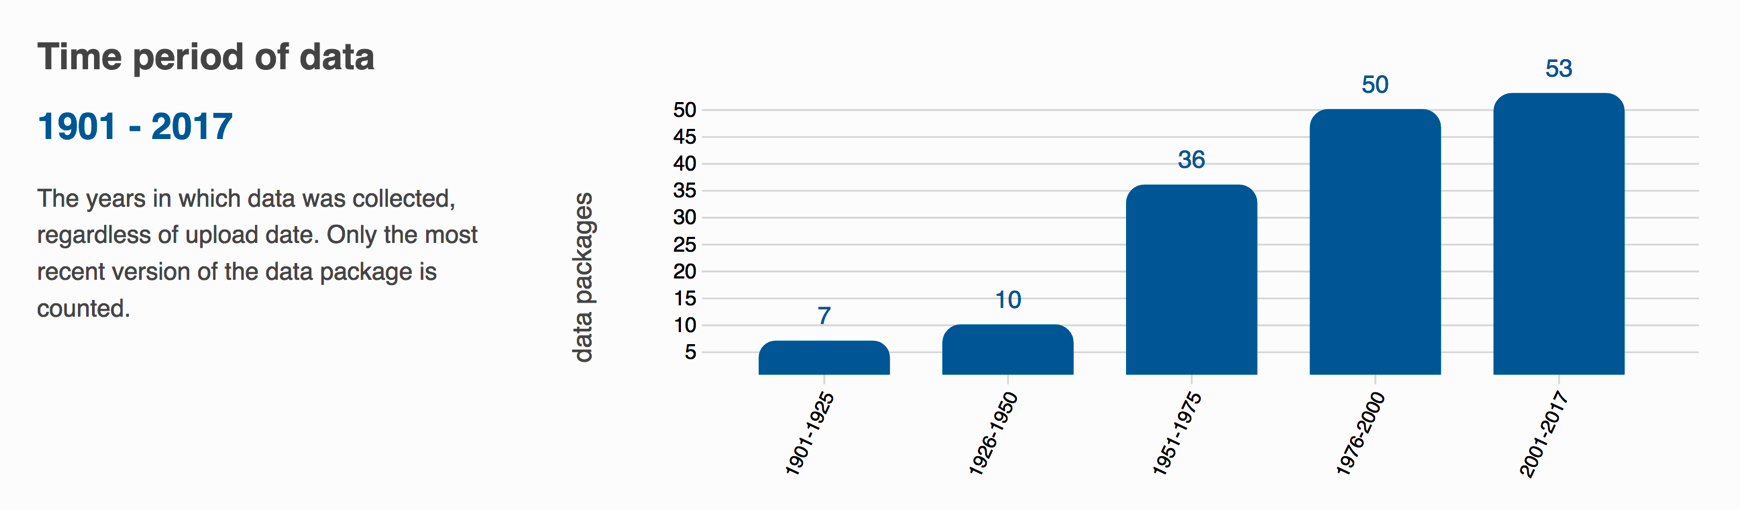 Time period of data
1901 - 2017
The years in which data was collected,
regardless of upload date. Only the most
recent version of the data package is
counted.
data packages
50
45
40
35
30
25
20
15
10
5
7
10
36
50
53
1901-1925
1926-1950
1951-1975
1976-2000
2001-2017